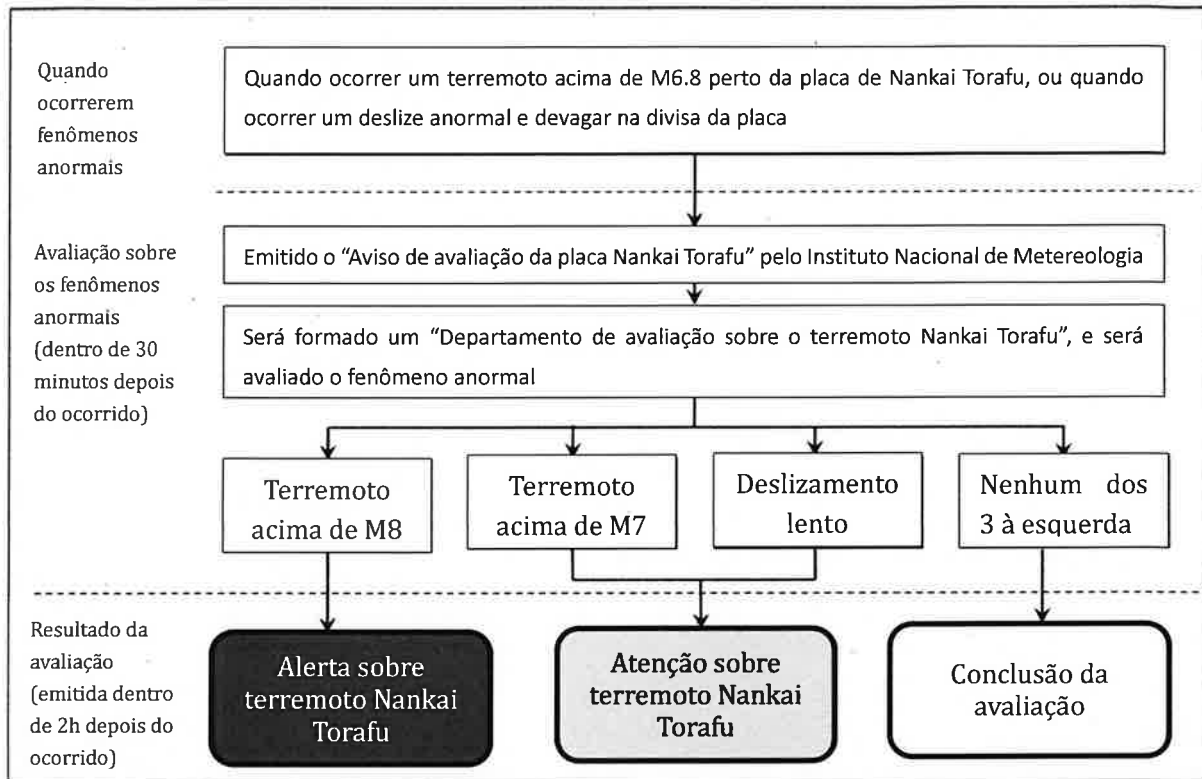 Quando
ocorrerem
fenômenos
anormais
Quando ocorrer um terremoto acima de M6.8 perto da placa de Nankai Torafu, ou quando
ocorrer um deslize anormal e devagar na divisa da placa
Avaliação sobre
os fenômenos
anormais
(dentro de 30
minutos depois
do ocorrido)
Emitido o “Aviso de avaliação da placa Nankai Torafu” pelo Instituto Nacional de Metereologia
Será formado um “Departamento de avaliação sobre o terremoto Nankai Torafu”, e será
avaliado o fenômeno anormal
Terremoto
acima de M8
Terremoto
acima de M7
Deslizamento
lento
Nenhum dos
3 à esquerda
Resultado da
avaliação
(emitida dentro
de 2h depois do
ocorrido)
Alerta sobre
terremoto Nankai
Torafu
Atenção sobre
terremoto Nankai
Torafu
Conclusão da
avaliação